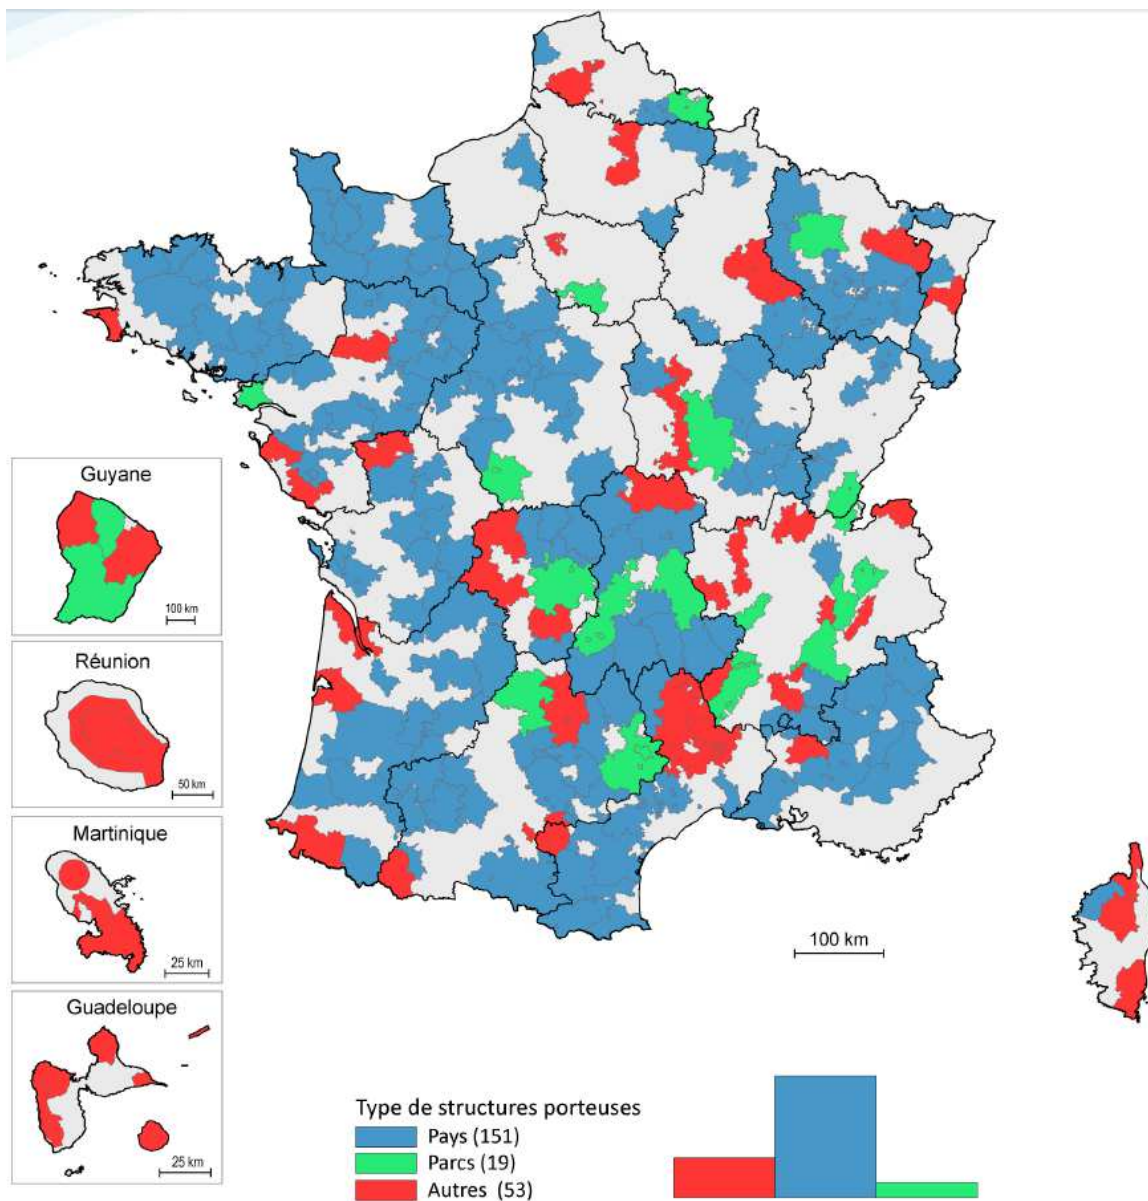 Guyane
100 km
Réunion
50 km
Martinique
25 km
Guadeloupe
25 km
100 km
Type de structures porteuses
Pays (151)
Parcs (19)
Autres (53)